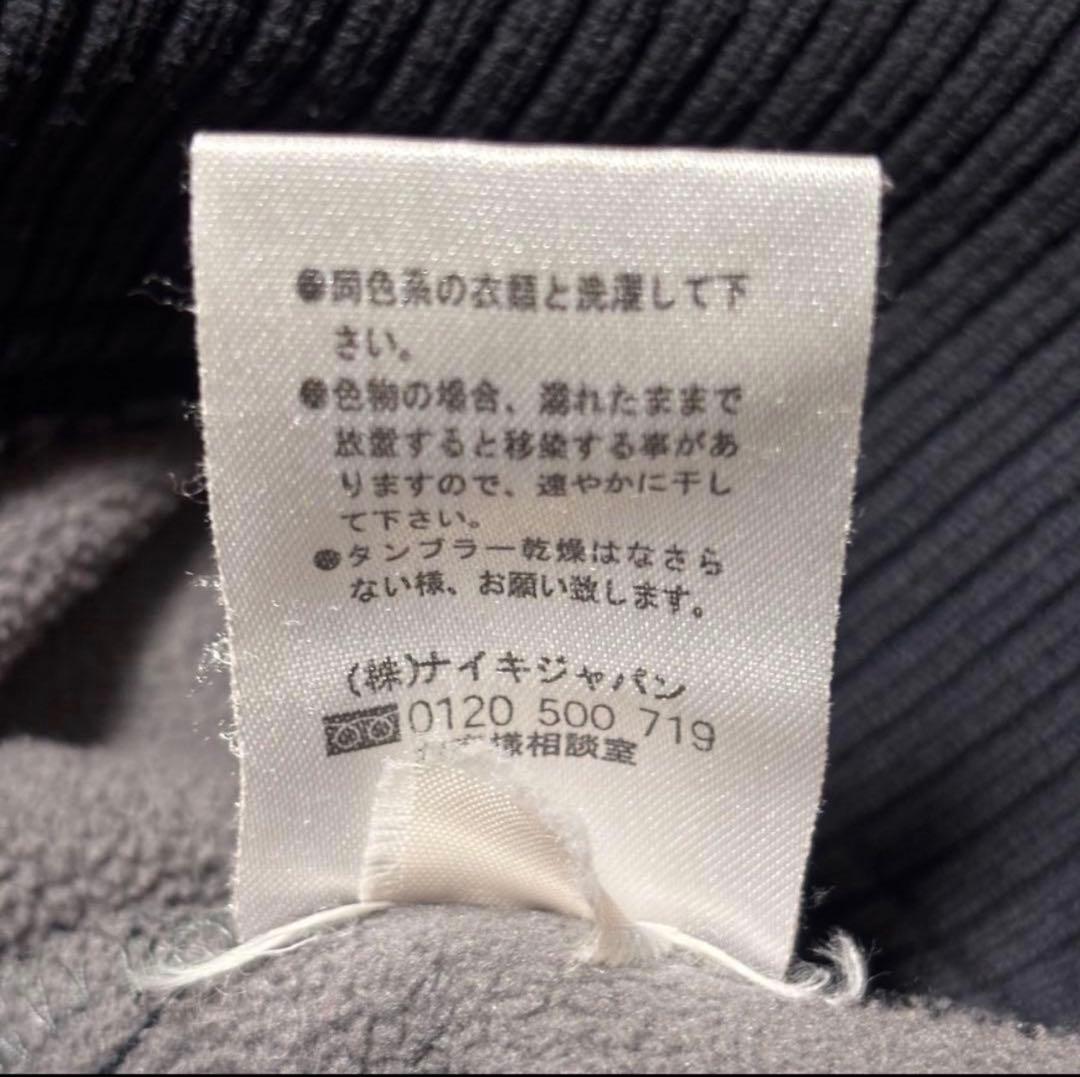 ●同色系の衣類と洗濯して下
さい。
●色物の場合、濡れたままで
放置すると移染する事があ
りますので、速やかに干し
て下さい。
●タンブラー乾燥はなさら
ない様、お願い致します。
(株)ナイキジャパン
0120 500 719
お客様相談室